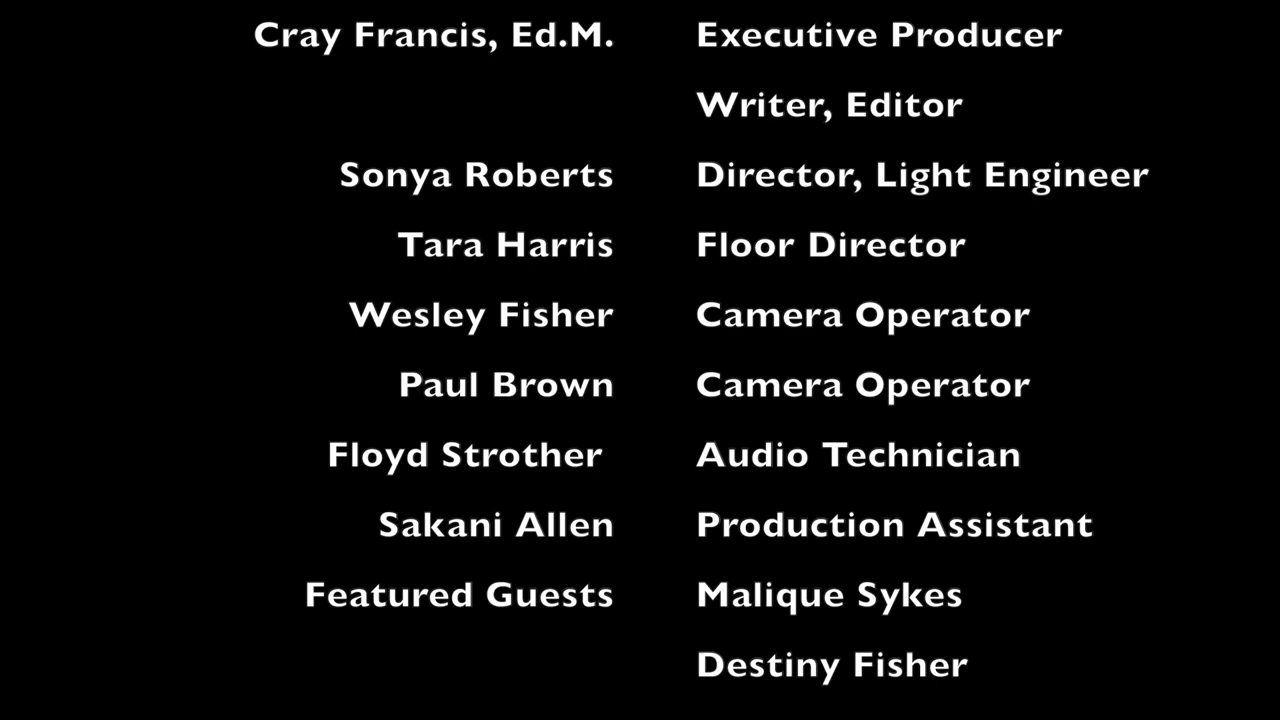 Cray Francis, Ed.M. Executive Producer
Writer, Editor
Sonya Roberts Director, Light Engineer
Tara Harris Floor Director
Wesley Fisher Camera Operator
Paul Brown Camera Operator
Floyd Strother Audio Technician
Sakani Allen Production Assistant
Featured Guests Malique Sykes
Destiny Fisher